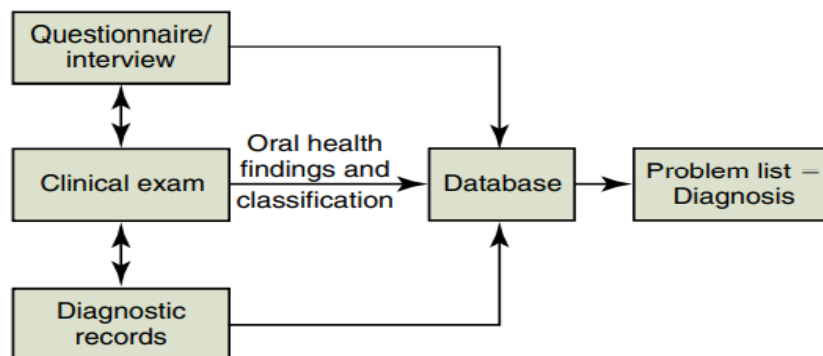 Questionnaire/
interview
Clinical exam
Oral health
findings and
classification
Database
Problem list =
Diagnosis
Diagnostic
records